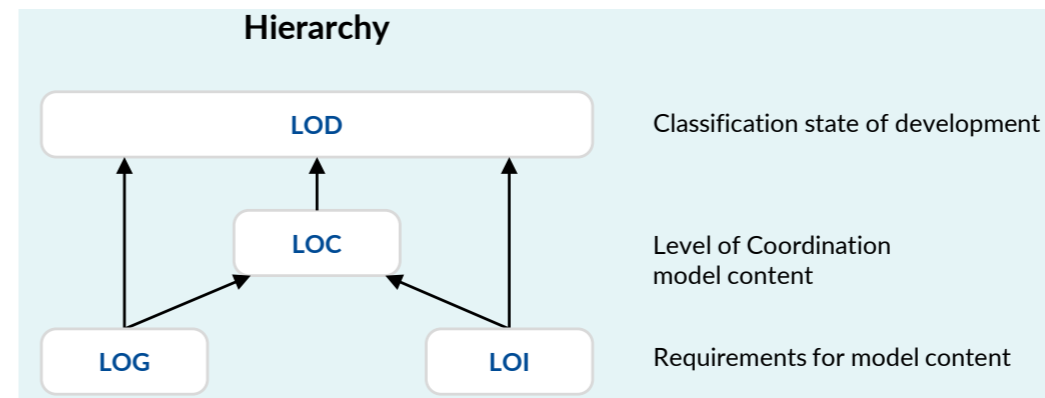 Hierarchy
LOD
Classification state of development
LOC
Level of Coordination
model content
LOG
LOI
Requirements for model content